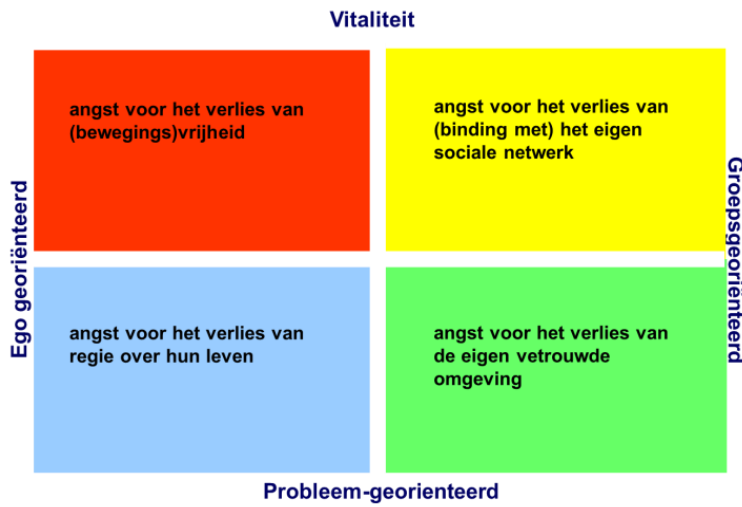 Vitaliteit
angst voor het verlies van
(bewegings)vrijheid
angst voor het verlies van
(binding met) het eigen
sociale netwerk
Ego georiënteerd
Groepsgeoriënteerd
angst voor het verlies van
regie over hun leven
angst voor het verlies van
de eigen vetrouwde
omgeving
Probleem-georienteerd